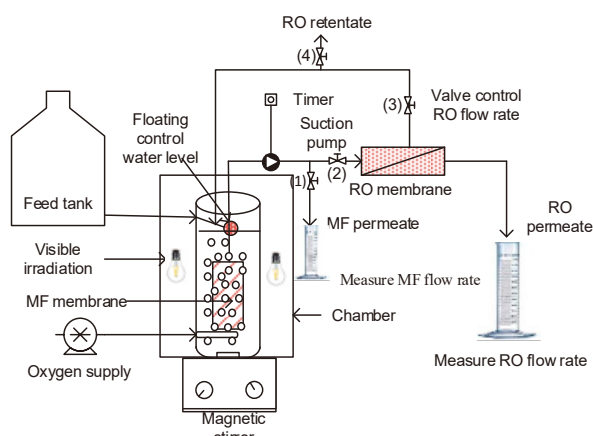 RO retentate
(4)
Timer
(3)
Valve control
RO flow rate
Floating
control
water level
Suction
pump
(1)
(2)
RO membrane
Feed tank
MF permeate
RO
permeate
Visible
irradiation
Measure MF flow rate
MF membrane
Chamber
Oxygen supply
Measure RO flow rate
Magnetic